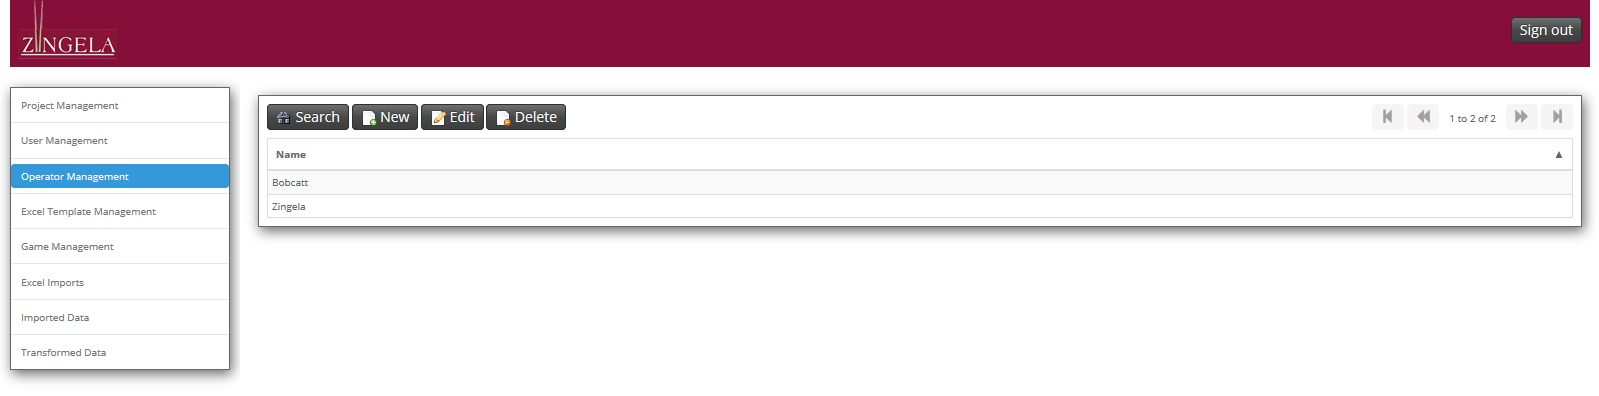 ZINGELA
Sign out
Project Management
User Management
Operator Management
Excel Template Management
Game Management
Excel Imports
Imported Data
Transformed Data
Search New Edit Delete
1 to 2 of 2
Name
Bobcatt
Zingela